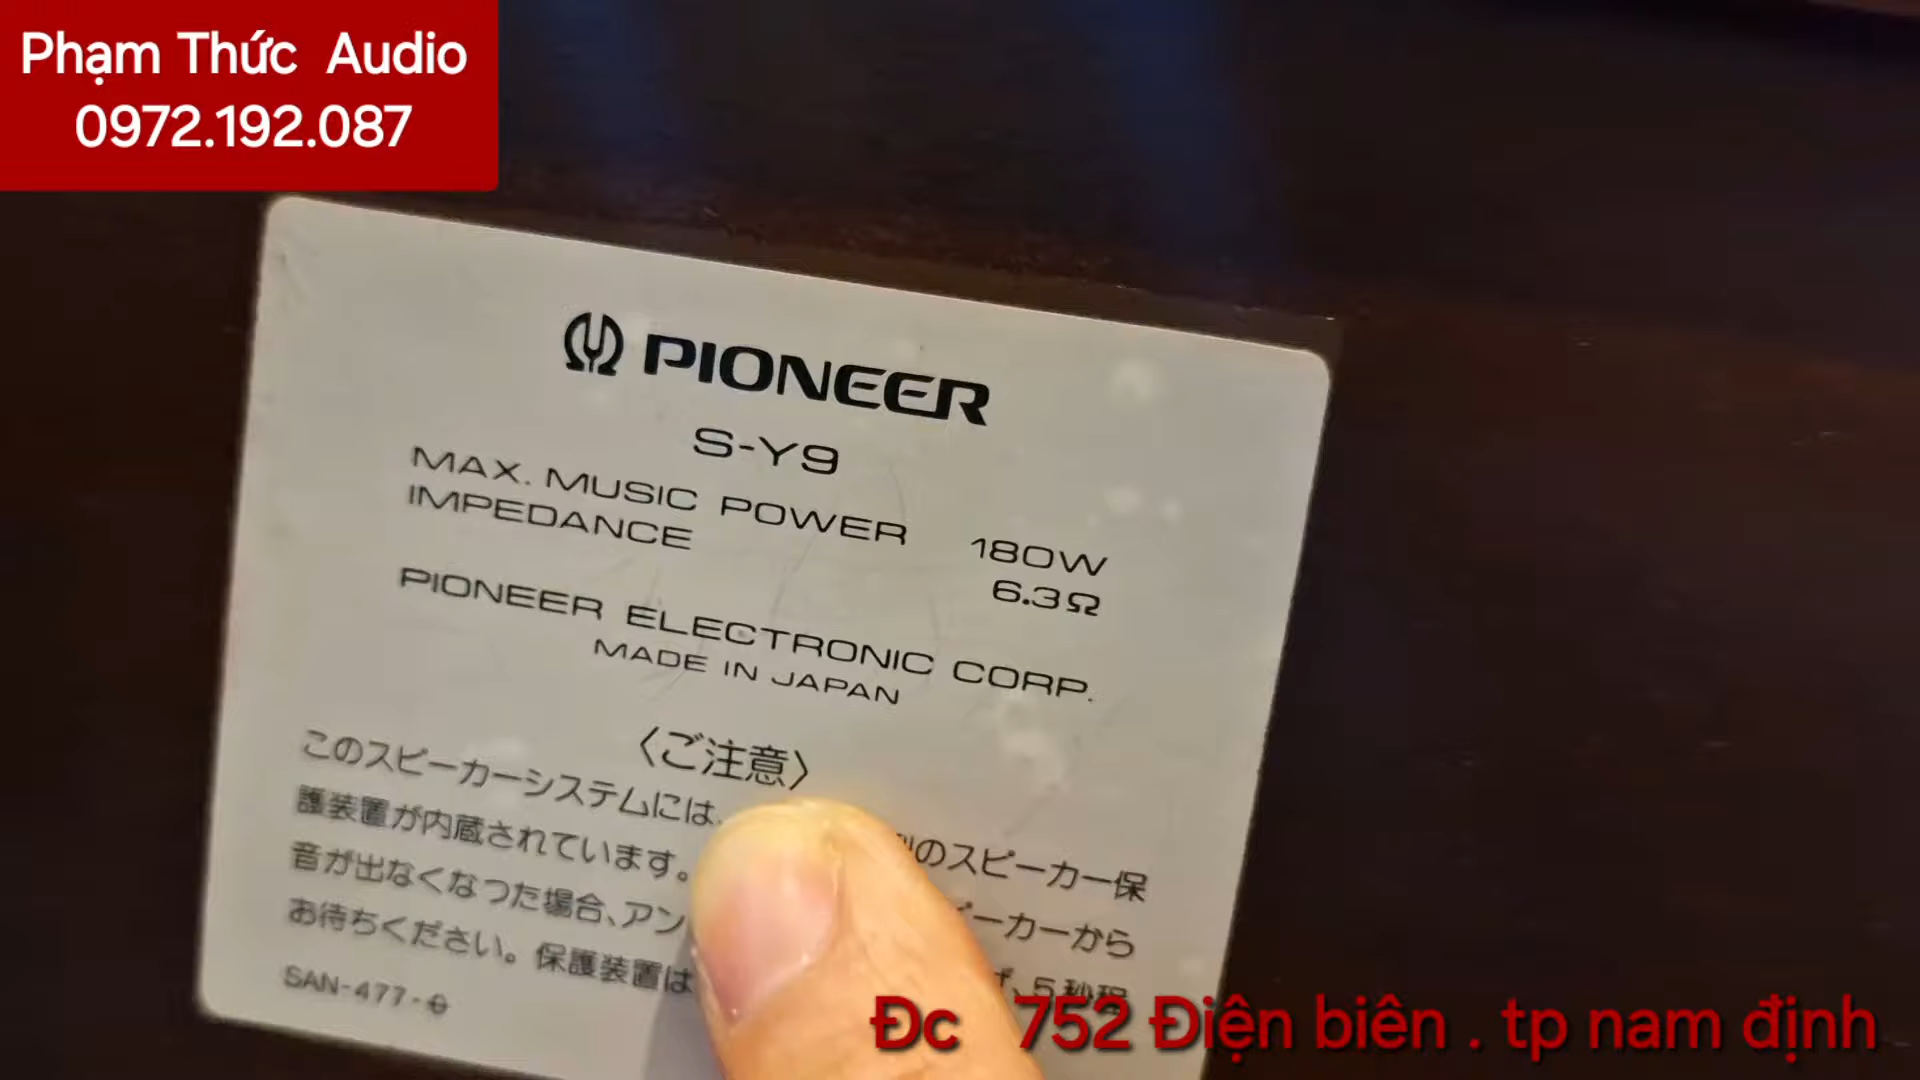 Phạm Thức Audio
0972.192.087
PIONEER
S-Y9
MAX. MUSIC POWER 180W
IMPEDANCE 6.3Ω
PIONEER ELECTRONIC CORP.
MADE IN JAPAN
〈ご注意〉
このスピーカーシステムには、 のスピーカー保
護装置が内蔵されています。 ーカーから
音が出なくなった場合、アン 、5秒程
お待ちください。保護装置は
SAN-477-
Đc 752 Điện biên . tp nam định